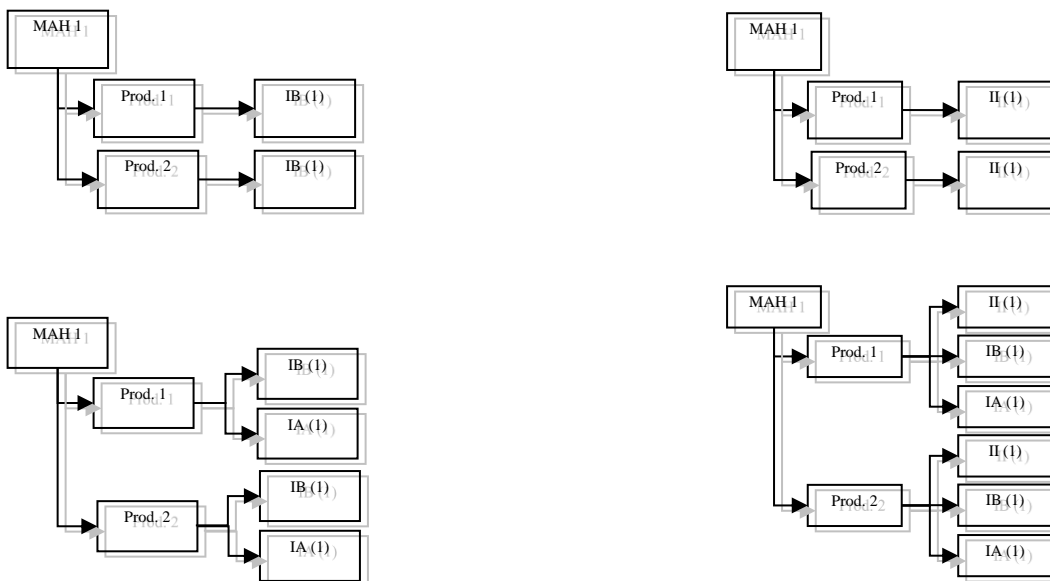 MAH 1
Prod. 1
IB (1)
Prod. 2
IB (1)
MAH 1
Prod. 1
II (1)
Prod. 2
II (1)
MAH 1
Prod. 1
IB (1)
IA (1)
Prod. 2
IB (1)
IA (1)
MAH 1
Prod. 1
II (1)
IB (1)
IA (1)
Prod. 2
II (1)
IB (1)
IA (1)